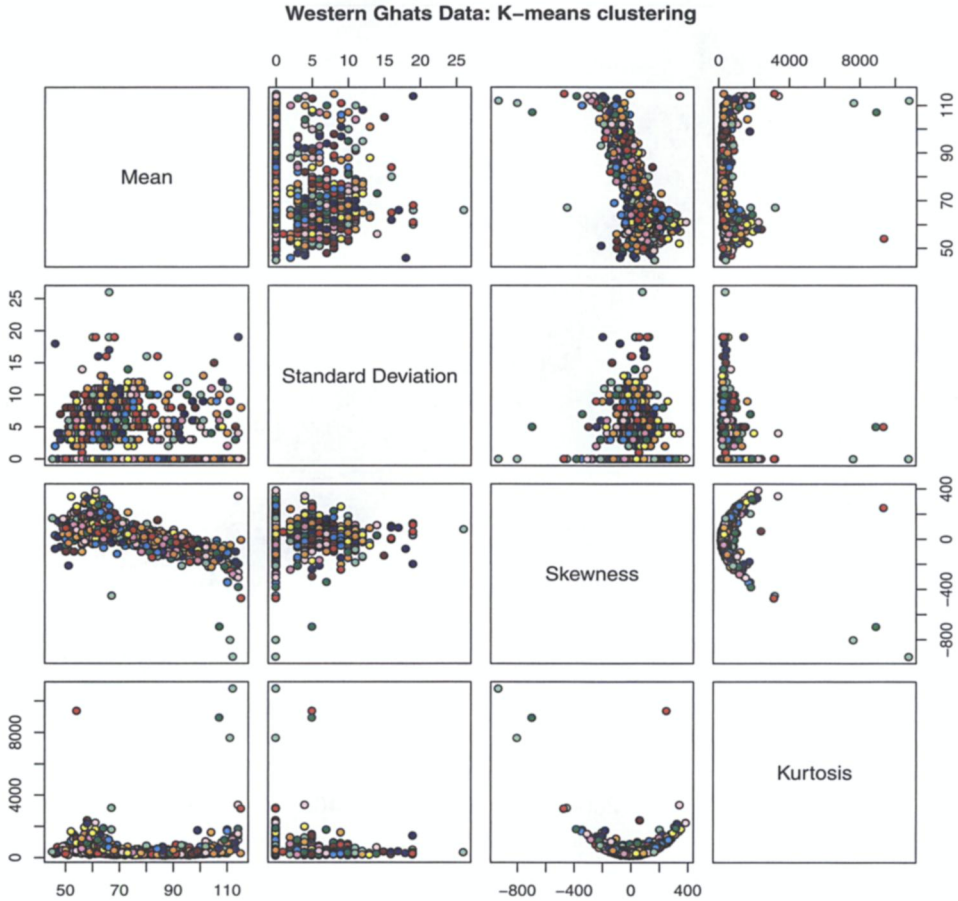 Western Ghats Data: K−means clustering
0 5 10 15 20 25
0 4000 8000
Mean
50 70 90 110
0 5 10 15 20 25
Standard Deviation
Skewness
−800 −400 0 400
0 4000 8000
Kurtosis
50 70 90 110
−800 −400 0 400